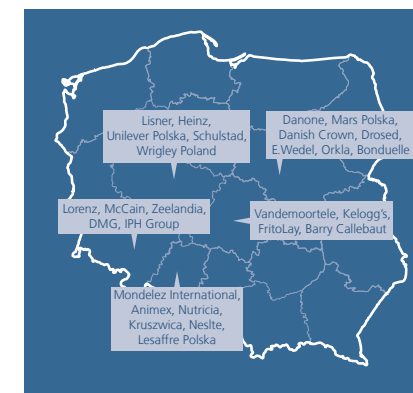 Lisner, Heinz,
Unilever Polska, Schulstad,
Wrigley Poland
Danone, Mars Polska,
Danish Crown, Drosed,
E.Wedel, Orkla, Bonduelle
Lorenz, McCain, Zeelandia,
DMG, IPH Group
Vandemoortele, Kelogg's,
FritoLay, Barry Callebaut
Mondelez International,
Animex, Nutricia,
Kruszwica, Neslte,
Lesaffre Polska